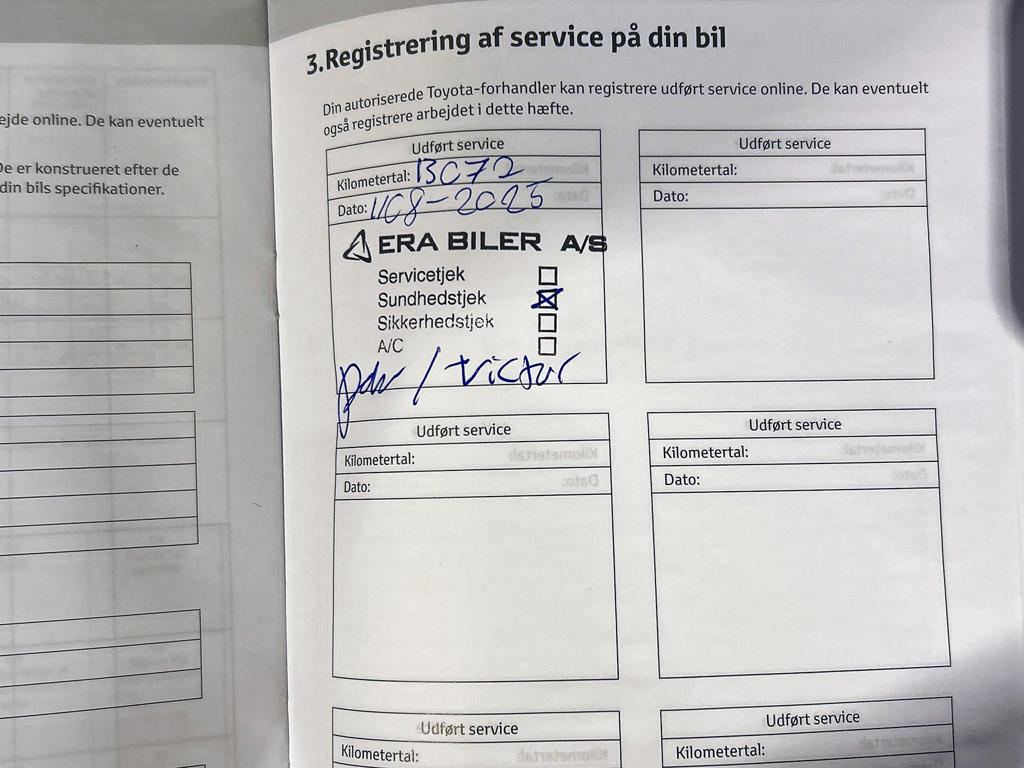 ejde online. De kan eventuelt
De er konstrueret efter de
din bils specifikationer.
3. Registrering af service på din bil
Din autoriserede Toyota-forhandler kan registrere udført service online. De kan eventuelt
også registrere arbejdet i dette hæfte.
Udført service
Kilometertal: 13072
Dato: 1108-2025
ERA BILER A/S
Servicetjek
Sundhedstjek
Sikkerhedstjek
A/C
/ victor
Udført service
Kilometertal:
Dato:
Udført service
Kilometertal:
Dato:
Udført service
Kilometertal:
Dato:
Udført service
Kilometertal:
Udført service
Kilometertal: